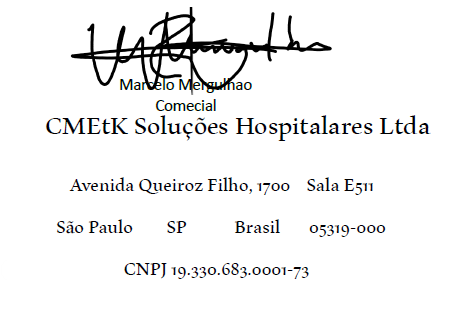 Marcelo Mergulhao
Comecial
CMEtK Soluções Hospitalares Ltda
Avenida Queiroz Filho, 1700 Sala E511
São Paulo SP Brasil 05319-000
CNPJ 19.330.683.0001-73